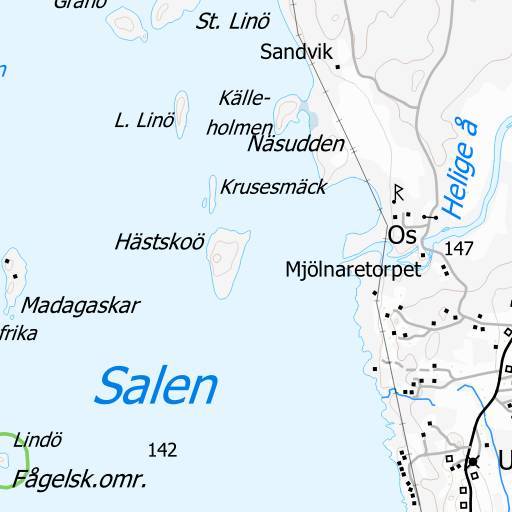 Granö
St. Linö
Sandvik
Källe-
holmen
L. Linö
Näsudden
Helige å
Krusesmäck
Os
147
Hästskoö
Mjölnaretorpet
Madagaskar
frika
Salen
Lindö
142
Fågelsk.omr.
U